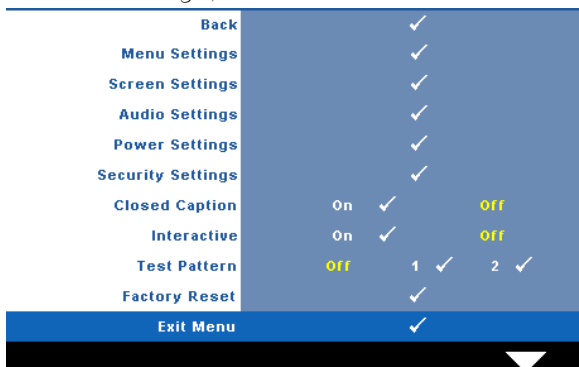 Back ✓
Menu Settings ✓
Screen Settings ✓
Audio Settings ✓
Power Settings ✓
Security Settings ✓
Closed Caption On ✓ Off
Interactive On ✓ Off
Test Pattern Off 1 ✓ 2 ✓
Factory Reset ✓
Exit Menu ✓